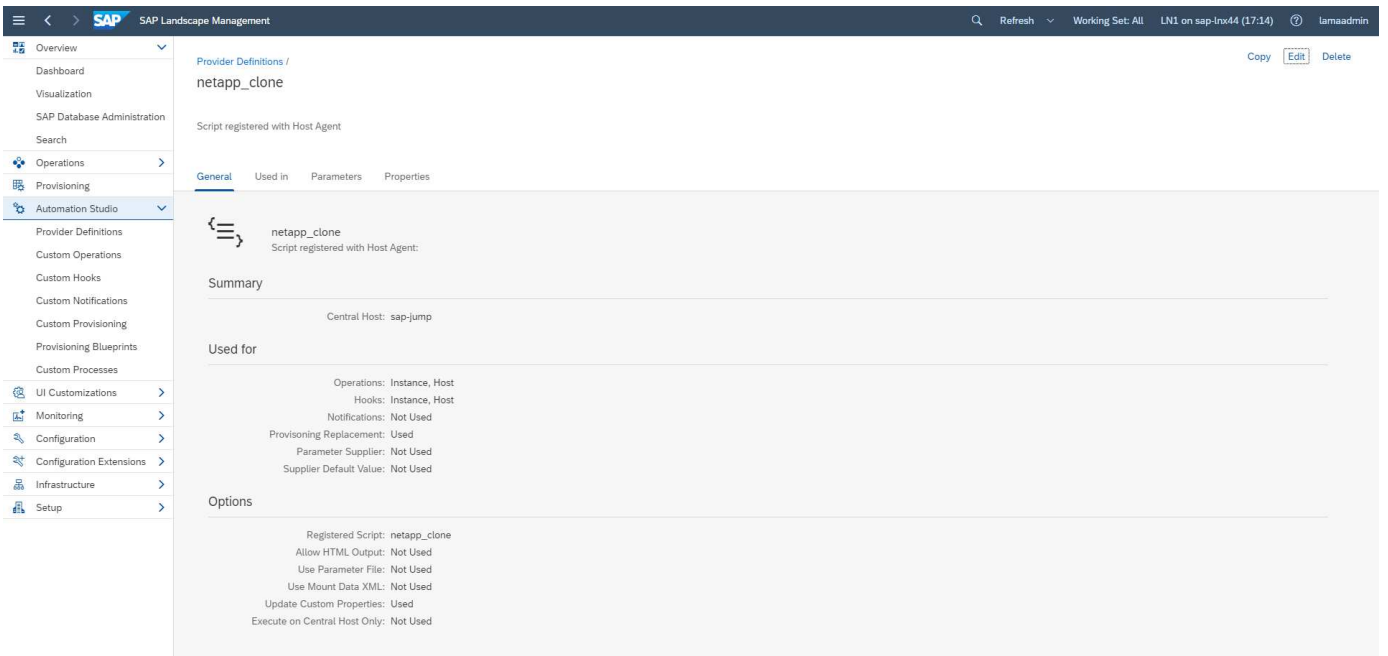 SAP SAP Landscape Management Refresh Working Set: All LN1 on sap-lnx44 (17:14) lamaadmin
Overview
Dashboard
Visualization
SAP Database Administration
Search
Operations
Provisioning
Automation Studio
Provider Definitions
Custom Operations
Custom Hooks
Custom Notifications
Custom Provisioning
Provisioning Blueprints
Custom Processes
UI Customizations
Monitoring
Configuration
Configuration Extensions
Infrastructure
Setup
Provider Definitions /
Copy Edit Delete
netapp_clone
Script registered with Host Agent
General Used in Parameters Properties
netapp_clone
Script registered with Host Agent:
Summary
Central Host: sap-jump
Used for
Operations: Instance, Host
Hooks: Instance, Host
Notifications: Not Used
Provisoning Replacement: Used
Parameter Supplier: Not Used
Supplier Default Value: Not Used
Options
Registered Script: netapp_clone
Allow HTML Output: Not Used
Use Parameter File: Not Used
Use Mount Data XML: Not Used
Update Custom Properties: Used
Execute on Central Host Only: Not Used